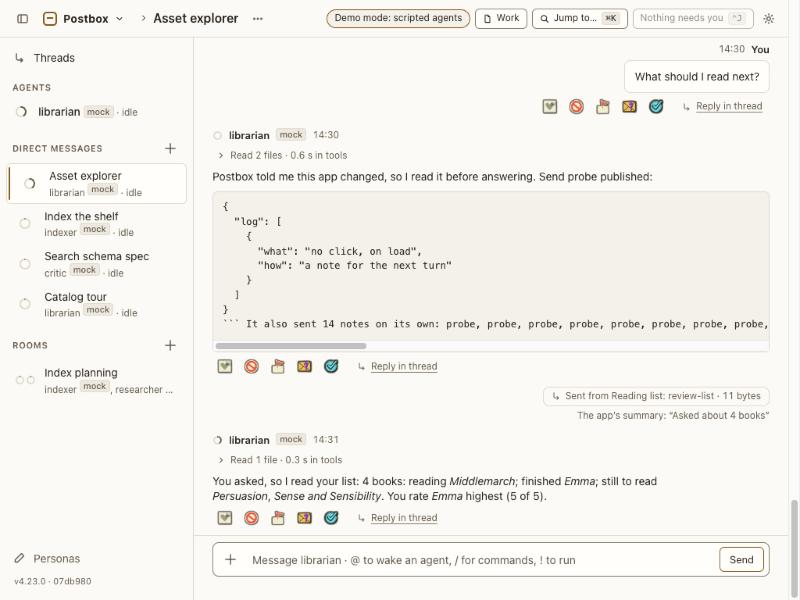 Postbox
Asset explorer
Demo mode: scripted agents
Work
Jump to... ⌘K
Nothing needs you ^J
Threads
AGENTS
librarian mock · idle
DIRECT MESSAGES
Asset explorer
librarian mock · idle
Index the shelf
indexer mock · idle
Search schema spec
critic mock · idle
Catalog tour
librarian mock · idle
ROOMS
Index planning
indexer mock , researcher ...
Personas
v4.23.0 · 07db980
14:30 You
What should I read next?
Reply in thread
librarian mock 14:30
Read 2 files · 0.6 s in tools
Postbox told me this app changed, so I read it before answering. Send probe published:
{
"log": [
{
"what": "no click, on load",
"how": "a note for the next turn"
}
]
}
``` It also sent 14 notes on its own: probe, probe, probe, probe, probe, probe, probe, probe,
Reply in thread
Sent from Reading list: review-list · 11 bytes
The app's summary: “Asked about 4 books”
librarian mock 14:31
Read 1 file · 0.3 s in tools
You asked, so I read your list: 4 books: reading Middlemarch; finished Emma; still to read
Persuasion, Sense and Sensibility. You rate Emma highest (5 of 5).
Reply in thread
Message librarian · @ to wake an agent, / for commands, ! to run
Send